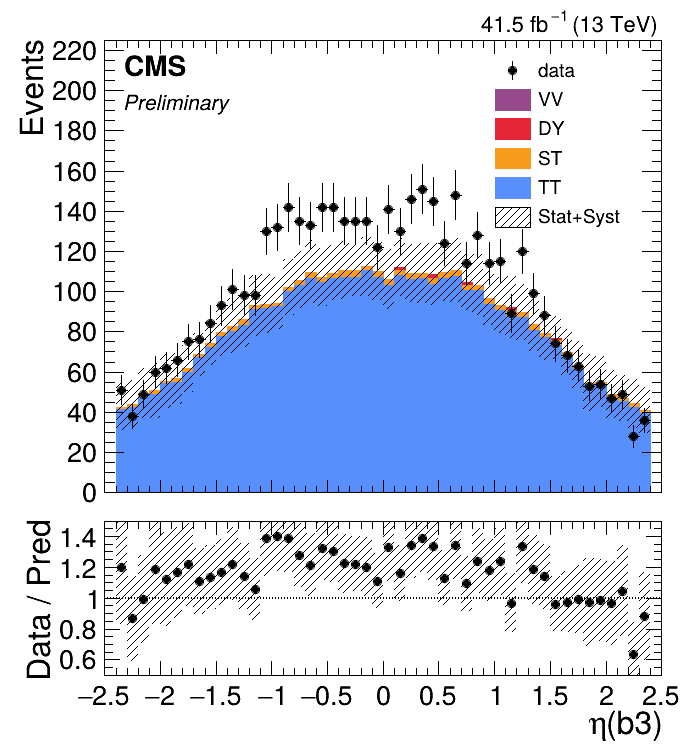 41.5 fb⁻¹ (13 TeV)
Events
220
200
180
160
140
120
100
80
60
40
20
0
CMS
Preliminary
data
VV
DY
ST
TT
Stat+Syst
Data / Pred
1.4
1.2
1
0.8
0.6
−2.5 −2 −1.5 −1 −0.5 0 0.5 1 1.5 2 2.5
η(b3)